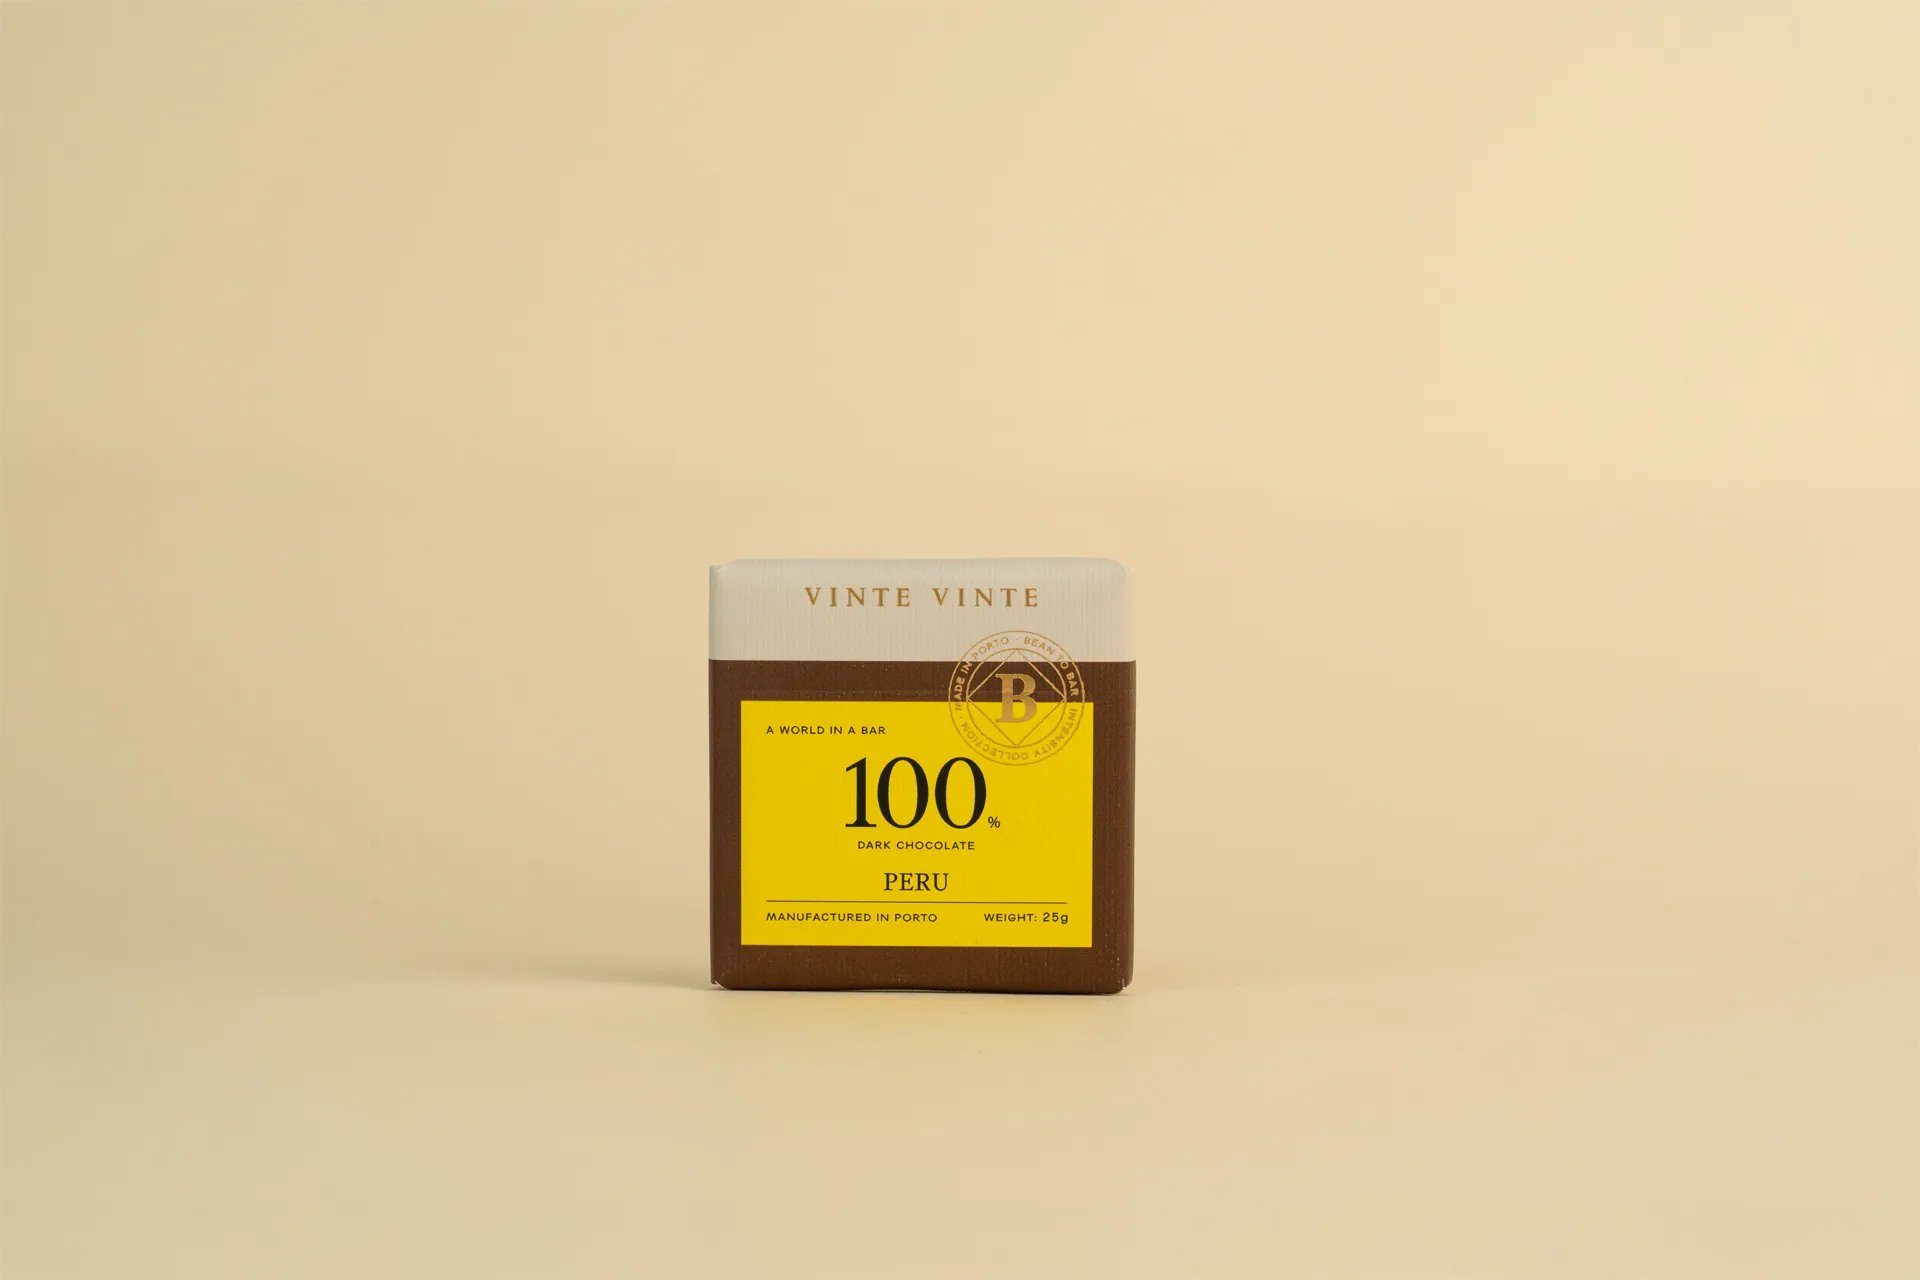 VINTE VINTE
MADE IN PORTO · BEAN TO BAR · INTENSITY COLLECTION ·
B
A WORLD IN A BAR
100%
DARK CHOCOLATE
PERU
MANUFACTURED IN PORTO WEIGHT: 25g